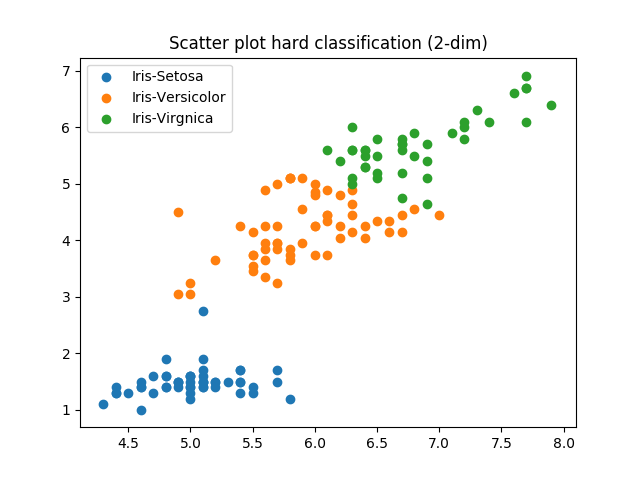 Scatter plot hard classification (2-dim)
Iris-Setosa
Iris-Versicolor
Iris-Virgnica
7
6
5
4
3
2
1
4.5 5.0 5.5 6.0 6.5 7.0 7.5 8.0